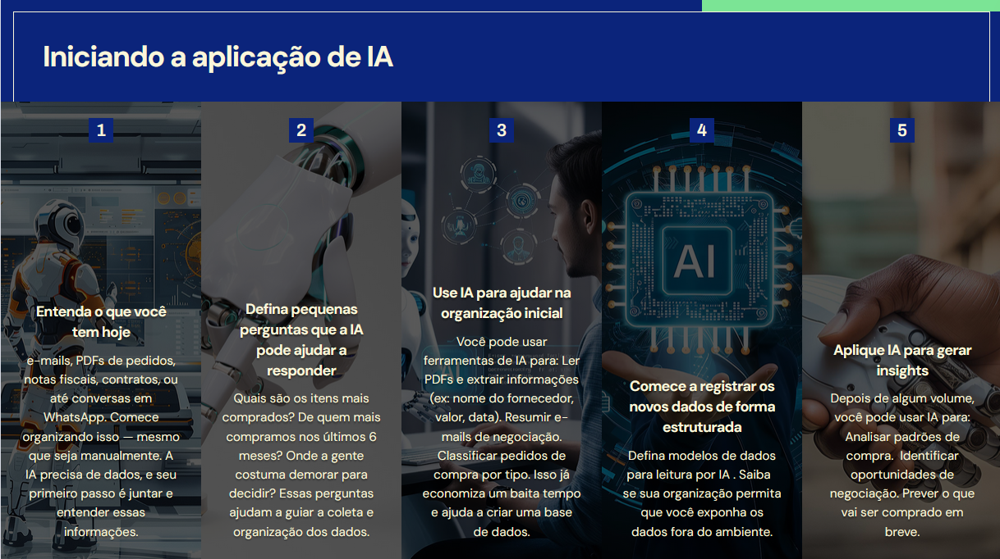 Iniciando a aplicação de IA
1
Entenda o que você
tem hoje
e-mails, PDFs de pedidos,
notas fiscais, contratos, ou
até conversas em
WhatsApp. Comece
organizando isso — mesmo
que seja manualmente. A
IA precisa de dados, e seu
primeiro passo é juntar e
entender essas
informações.
2
Defina pequenas
perguntas que a IA
pode ajudar a
responder
Quais são os itens mais
comprados? De quem mais
compramos nos últimos 6
meses? Onde a gente
costuma demorar para
decidir? Essas perguntas
ajudam a guiar a coleta e
organização dos dados.
3
Use IA para ajudar na
organização inicial
Você pode usar
ferramentas de IA para: Ler
PDFs e extrair informações
(ex: nome do fornecedor,
valor, data). Resumir e-
mails de negociação.
Classificar pedidos de
compra por tipo. Isso já
economiza um baita tempo
e ajuda a criar uma base
de dados.
4
AI
Comece a registrar os
novos dados de forma
estruturada
Defina modelos de dados
para leitura por IA . Saiba
se sua organização permita
que você exponha os
dados fora do ambiente.
5
Aplique IA para gerar
insights
Depois de algum volume,
você pode usar IA para:
Analisar padrões de
compra.  Identificar
oportunidades de
negociação. Prever o que
vai ser comprado em
breve.